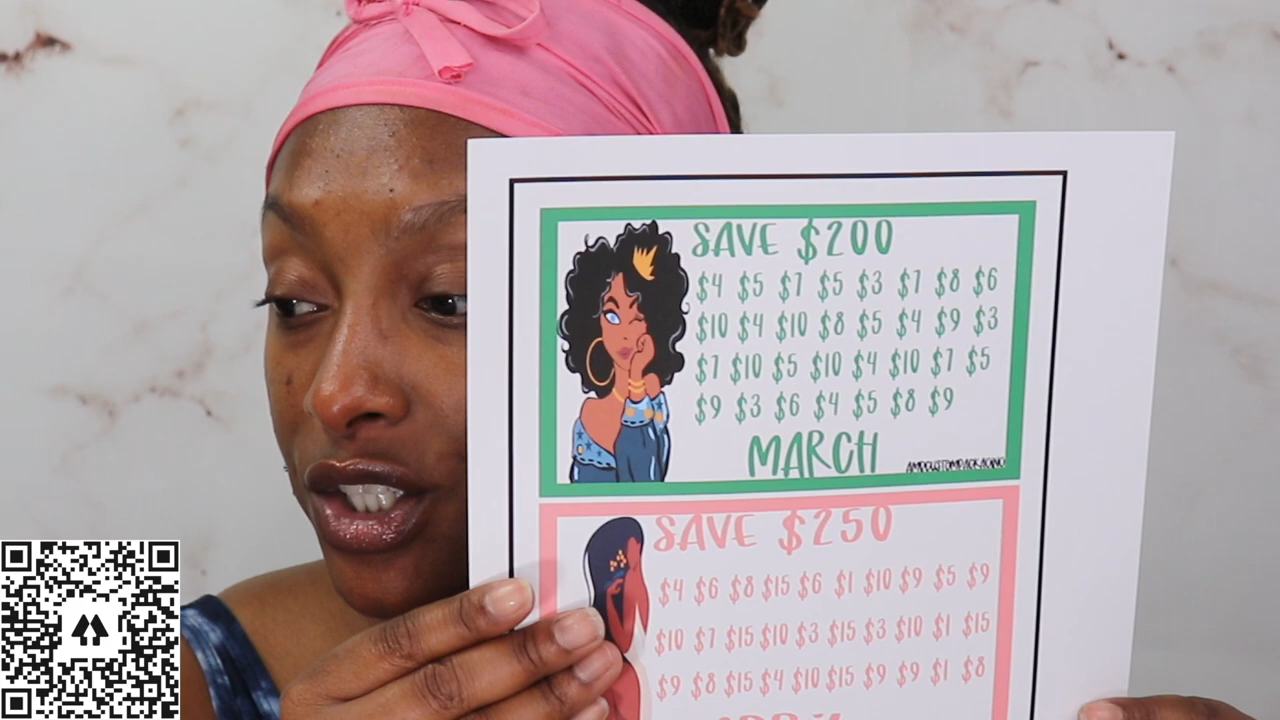 SAVE $200
$4 $5 $7 $5 $3 $7 $8 $6
$10 $4 $10 $8 $5 $4 $9 $3
$7 $10 $5 $10 $4 $10 $7 $5
$9 $3 $6 $4 $5 $8 $9
MARCH
SAVE $250
$4 $6 $8 $15 $6 $1 $10 $9 $5 $9
$10 $7 $15 $10 $3 $15 $3 $10 $1 $15
$9 $8 $15 $4 $10 $15 $9 $9 $1 $8
APRIL